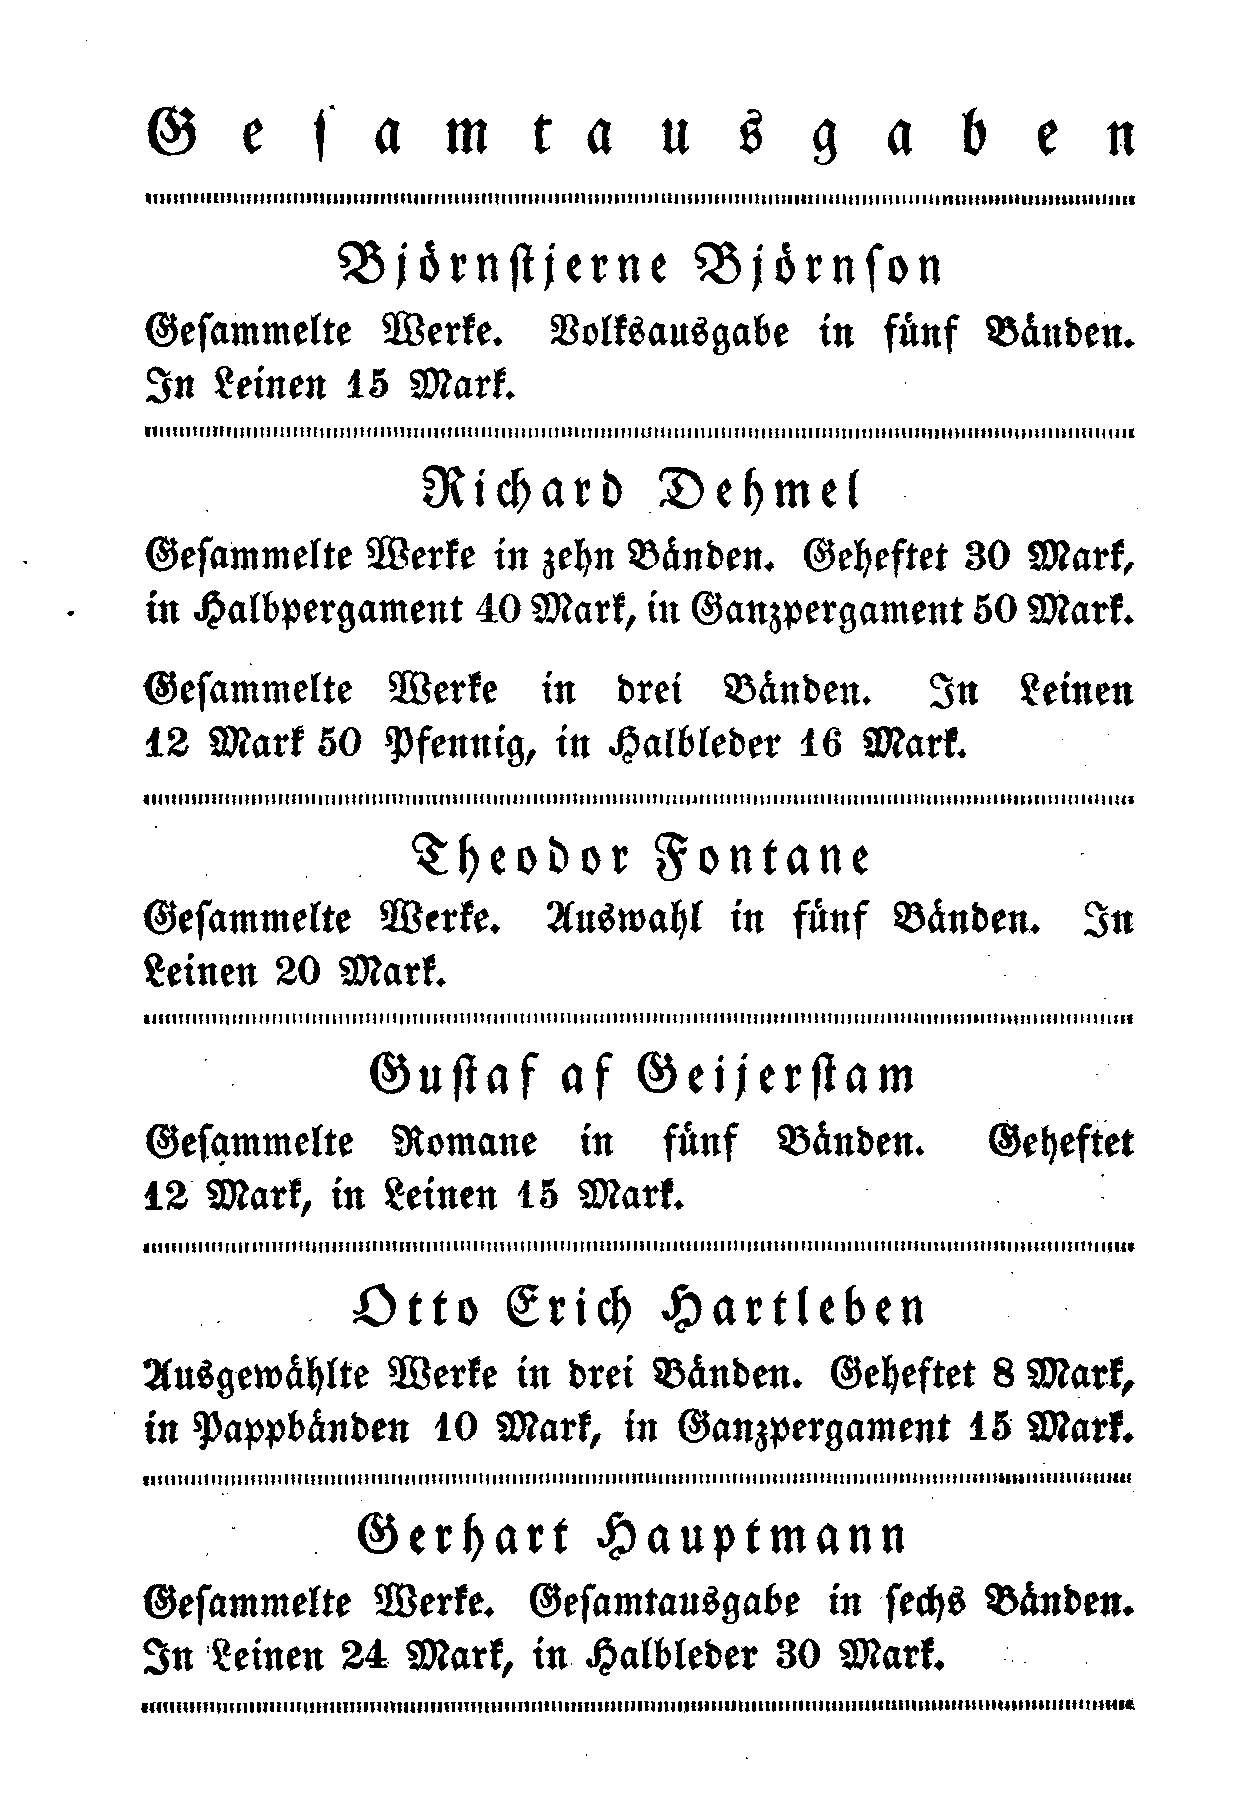 Gesamtausgaben
Björnstjerne Björnson
Gesammelte Werke. Volksausgabe in fünf Bänden.
In Leinen 15 Mark.
Richard Dehmel
Gesammelte Werke in zehn Bänden. Geheftet 30 Mark,
in Halbpergament 40 Mark, in Ganzpergament 50 Mark.
Gesammelte Werke in drei Bänden. In Leinen
12 Mark 50 Pfennig, in Halbleder 16 Mark.
Theodor Fontane
Gesammelte Werke. Auswahl in fünf Bänden. In
Leinen 20 Mark.
Gustaf af Geijerstam
Gesammelte Romane in fünf Bänden. Geheftet
12 Mark, in Leinen 15 Mark.
Otto Erich Hartleben
Ausgewählte Werke in drei Bänden. Geheftet 8 Mark,
in Pappbänden 10 Mark, in Ganzpergament 15 Mark.
Gerhart Hauptmann
Gesammelte Werke. Gesamtausgabe in sechs Bänden.
In Leinen 24 Mark, in Halbleder 30 Mark.